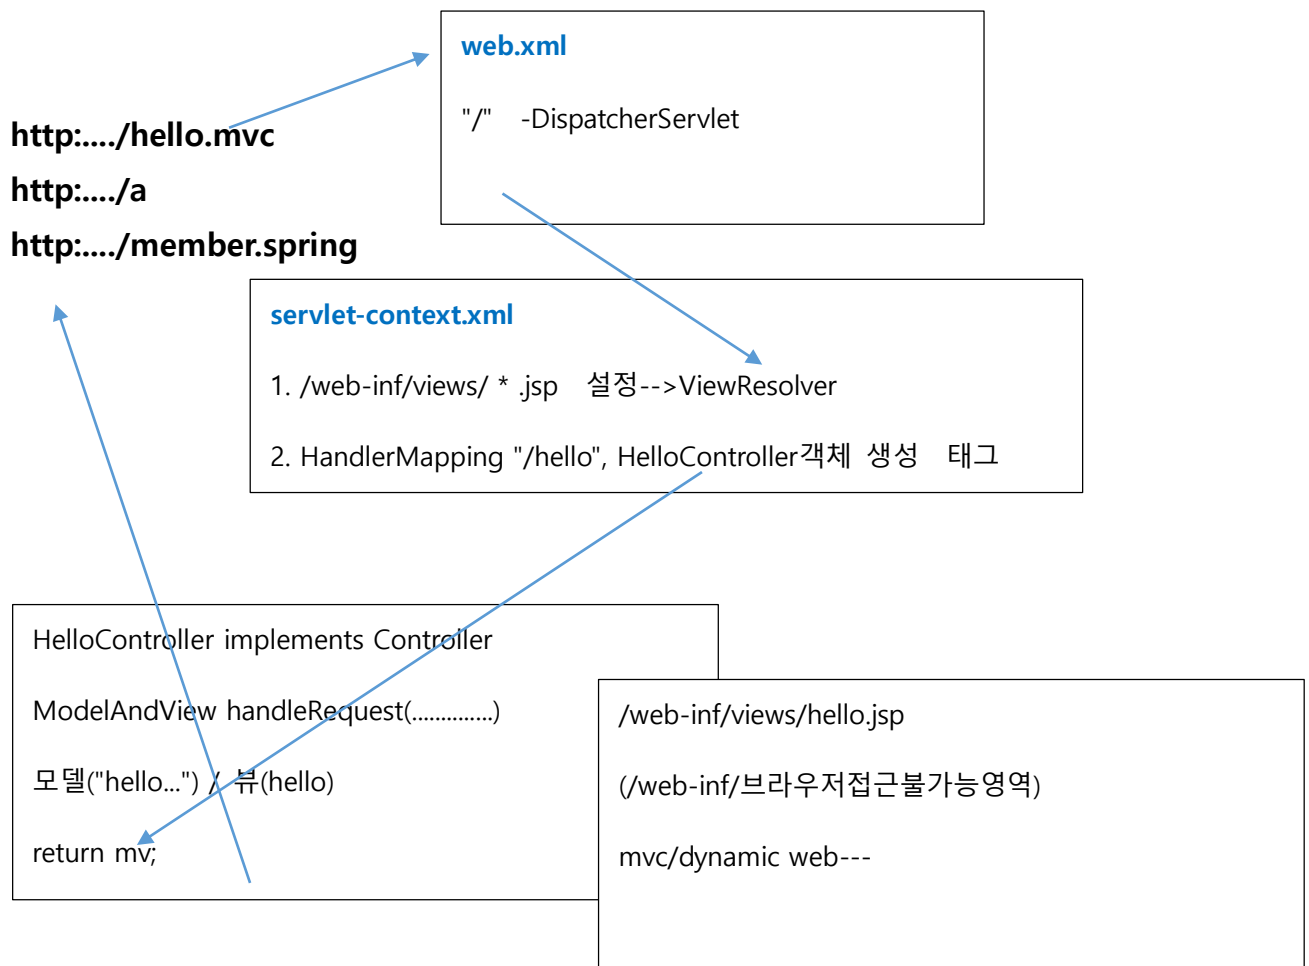 web.xml
"/" -DispatcherServlet
http:..../hello.mvc
http:..../a
http:..../member.spring
servlet-context.xml
1. /web-inf/views/ * .jsp 설정-->ViewResolver
2. HandlerMapping "/hello", HelloController객체 생성 태그
HelloController implements Controller
ModelAndView handleRequest(..............)
모델("hello...") / 뷰(hello)
return mv;
/web-inf/views/hello.jsp
(/web-inf/브라우저접근불가능영역)
mvc/dynamic web---